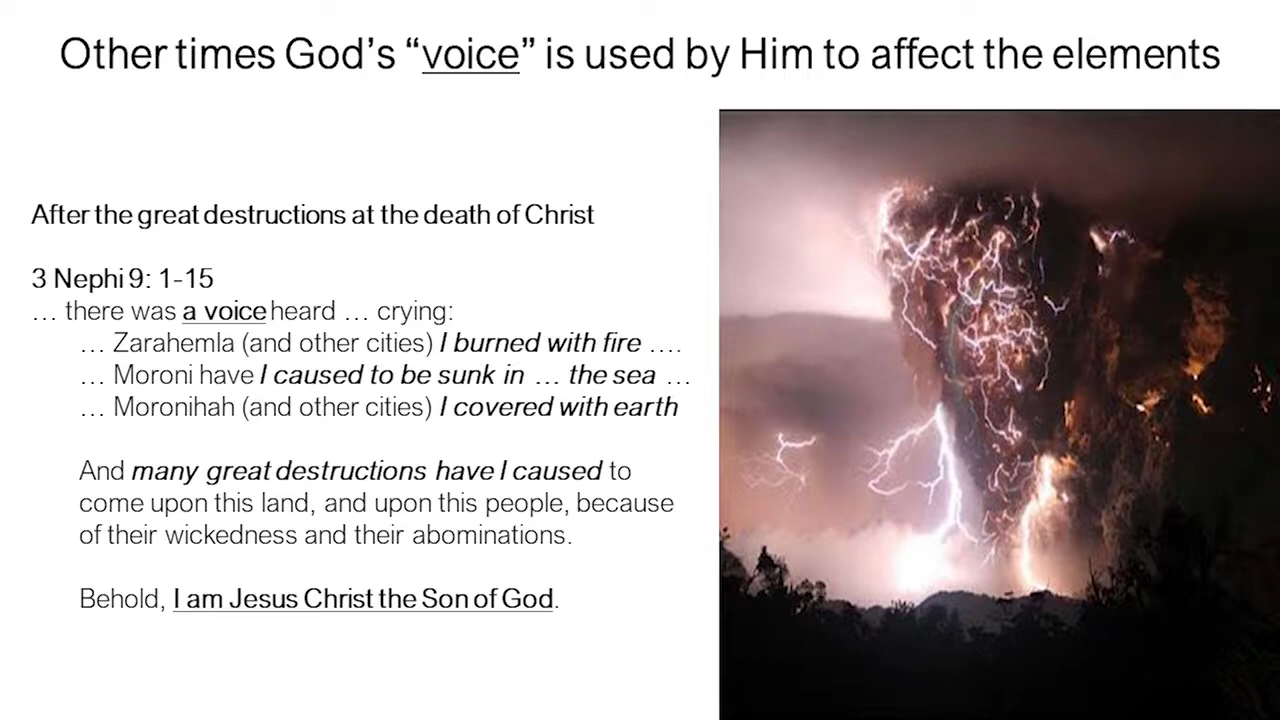 Other times God's “voice” is used by Him to affect the elements
After the great destructions at the death of Christ
3 Nephi 9: 1-15
… there was a voice heard … crying:
… Zarahemla (and other cities) I burned with fire ….
… Moroni have I caused to be sunk in … the sea …
… Moronihah (and other cities) I covered with earth
And many great destructions have I caused to
come upon this land, and upon this people, because
of their wickedness and their abominations.
Behold, I am Jesus Christ the Son of God.